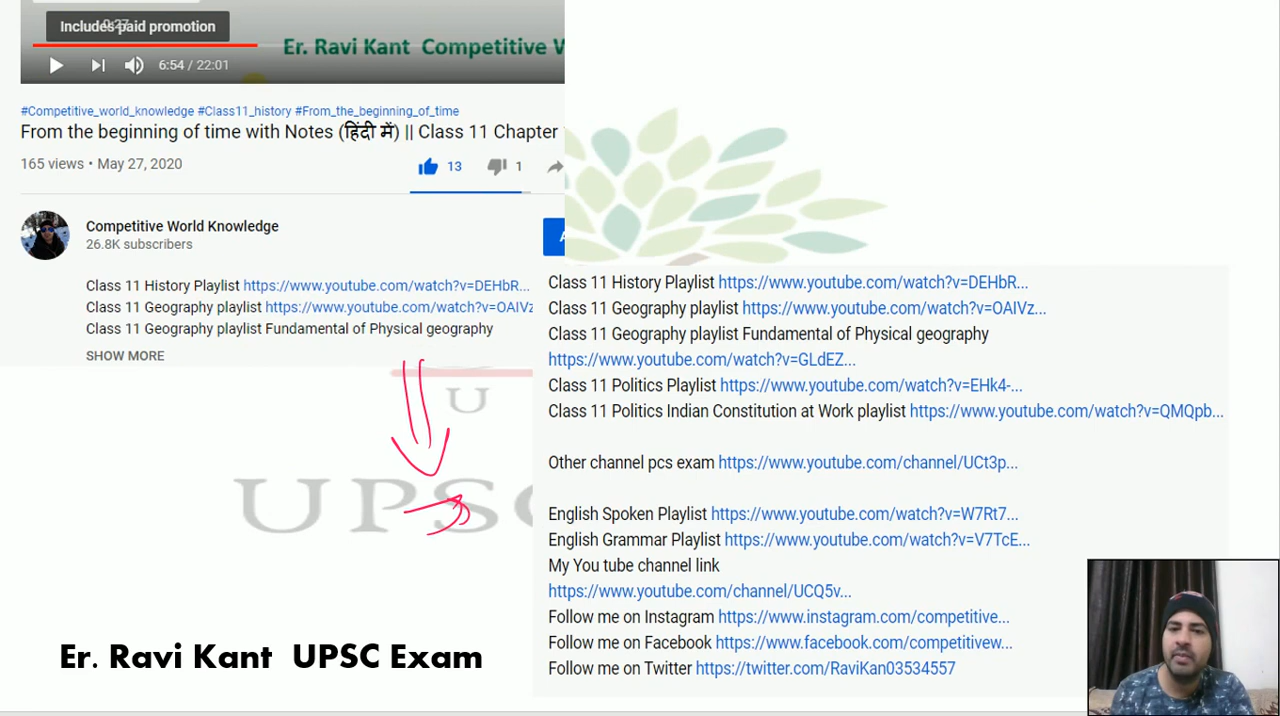 Includes paid promotion
Er. Ravi Kant Competitive W
6:54 / 22:01
#Competitive_world_knowledge #Class11_history #From_the_beginning_of_time
From the beginning of time with Notes (हिंदी में) || Class 11 Chapter
165 views • May 27, 2020
13
1
Competitive World Knowledge
26.8K subscribers
Class 11 History Playlist https://www.youtube.com/watch?v=DEHbR...
Class 11 Geography playlist https://www.youtube.com/watch?v=OAIVz
Class 11 Geography playlist Fundamental of Physical geography
SHOW MORE
U
UPSC
Class 11 History Playlist https://www.youtube.com/watch?v=DEHbR...
Class 11 Geography playlist https://www.youtube.com/watch?v=OAIVz...
Class 11 Geography playlist Fundamental of Physical geography
https://www.youtube.com/watch?v=GLdEZ...
Class 11 Politics Playlist https://www.youtube.com/watch?v=EHk4-...
Class 11 Politics Indian Constitution at Work playlist https://www.youtube.com/watch?v=QMQpb...
Other channel pcs exam https://www.youtube.com/channel/UCt3p...
English Spoken Playlist https://www.youtube.com/watch?v=W7Rt7...
English Grammar Playlist https://www.youtube.com/watch?v=V7TcE...
My You tube channel link
https://www.youtube.com/channel/UCQ5v...
Follow me on Instagram https://www.instagram.com/competitive...
Follow me on Facebook https://www.facebook.com/competitivew...
Follow me on Twitter https://twitter.com/RaviKan03534557
Er. Ravi Kant UPSC Exam